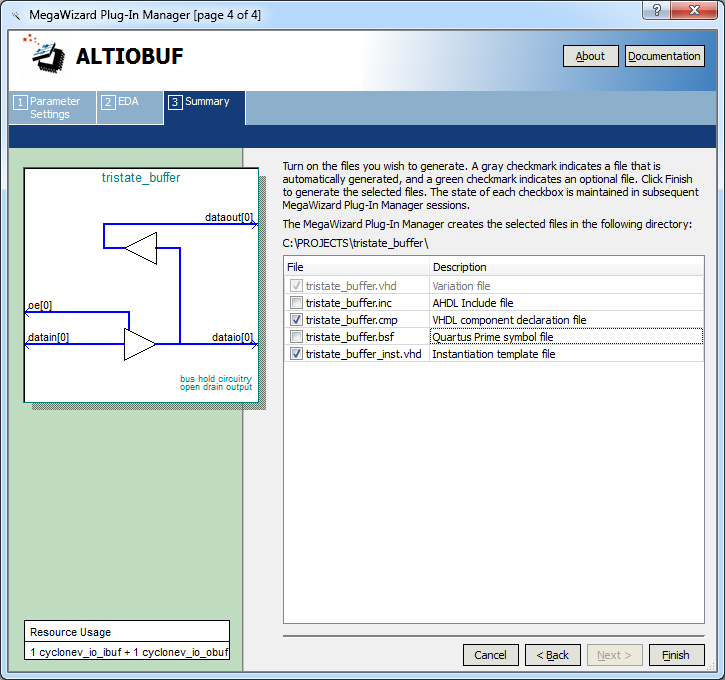 MegaWizard Plug-In Manager [page 4 of 4]
?
ALTIOBUF
About
Documentation
1 Parameter
Settings
2 EDA
3 Summary
tristate_buffer
dataout[0]
oe[0]
datain[0]
dataio[0]
bus hold circuitry
open drain output
Resource Usage
1 cyclonev_io_ibuf + 1 cyclonev_io_obuf
Turn on the files you wish to generate. A gray checkmark indicates a file that is
automatically generated, and a green checkmark indicates an optional file. Click Finish
to generate the selected files. The state of each checkbox is maintained in subsequent
MegaWizard Plug-In Manager sessions.
The MegaWizard Plug-In Manager creates the selected files in the following directory:
C:\PROJECTS\tristate_buffer\
File Description
tristate_buffer.vhd Variation file
tristate_buffer.inc AHDL Include file
tristate_buffer.cmp VHDL component declaration file
tristate_buffer.bsf Quartus Prime symbol file
tristate_buffer_inst.vhd Instantiation template file
Cancel
< Back
Next >
Finish